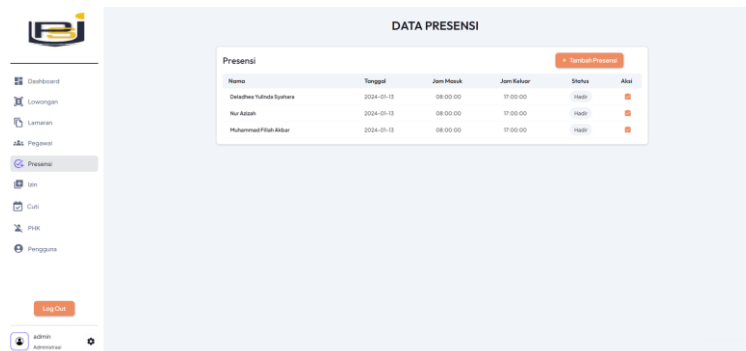 DATA PRESENSI
Presensi
+ Tambah Presensi
Nama Tanggal Jam Masuk Jam Keluar Status Aksi
Deladhea Yulinda Syahara 2024-01-13 08:00:00 17:00:00 Hadir
Nur Azizah 2024-01-13 08:00:00 17:00:00 Hadir
Muhammad Fillah Akbar 2024-01-13 08:00:00 17:00:00 Hadir
Dashboard
Lowongan
Lamaran
Pegawai
Presensi
Izin
Cuti
PHK
Pengguna
Log Out
admin
Administrasi